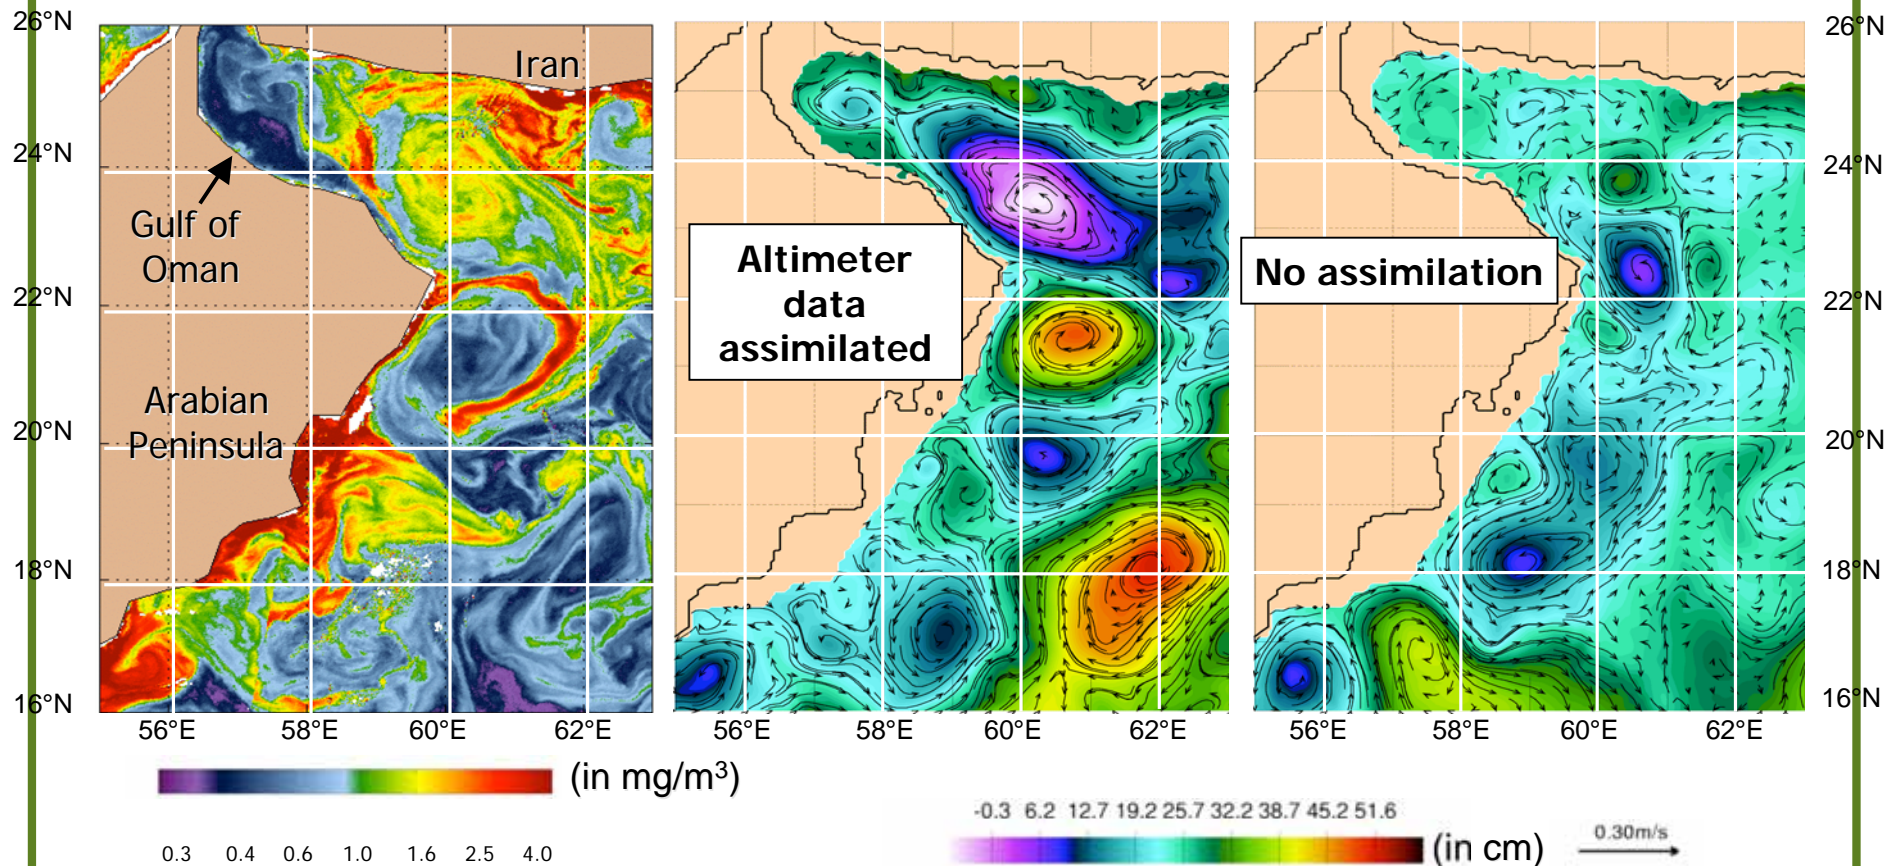 26°N
24°N
22°N
20°N
18°N
16°N
Iran
Gulf of
Oman
Arabian
Peninsula
56°E 58°E 60°E 62°E
(in mg/m³)
0.3 0.4 0.6 1.0 1.6 2.5 4.0
Altimeter
data
assimilated
56°E 58°E 60°E 62°E
No assimilation
56°E 58°E 60°E 62°E
26°N
24°N
22°N
20°N
18°N
16°N
-0.3 6.2 12.7 19.2 25.7 32.2 38.7 45.2 51.6
(in cm)
0.30m/s